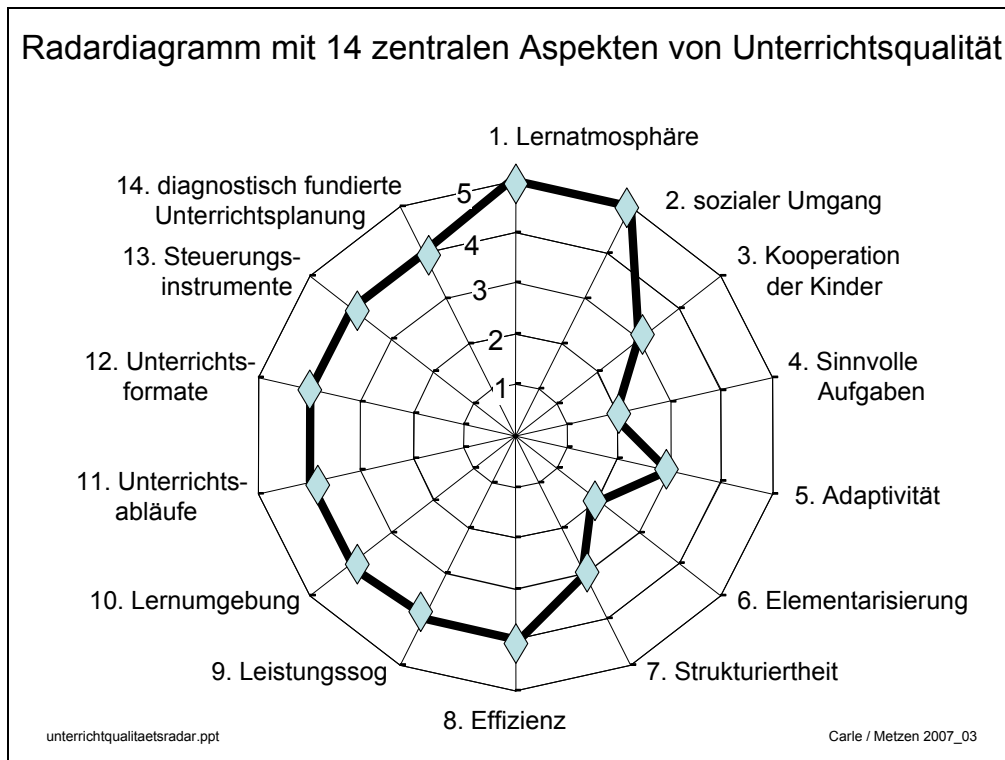 Radardiagramm mit 14 zentralen Aspekten von Unterrichtsqualität
1. Lernatmosphäre
2. sozialer Umgang
3. Kooperation
der Kinder
4. Sinnvolle
Aufgaben
5. Adaptivität
6. Elementarisierung
7. Strukturiertheit
8. Effizienz
9. Leistungssog
10. Lernumgebung
11. Unterrichts-
abläufe
12. Unterrichts-
formate
13. Steuerungs-
instrumente
14. diagnostisch fundierte
Unterrichtsplanung
5
4
3
2
1
unterrichtqualitaetsradar.ppt
Carle / Metzen 2007_03